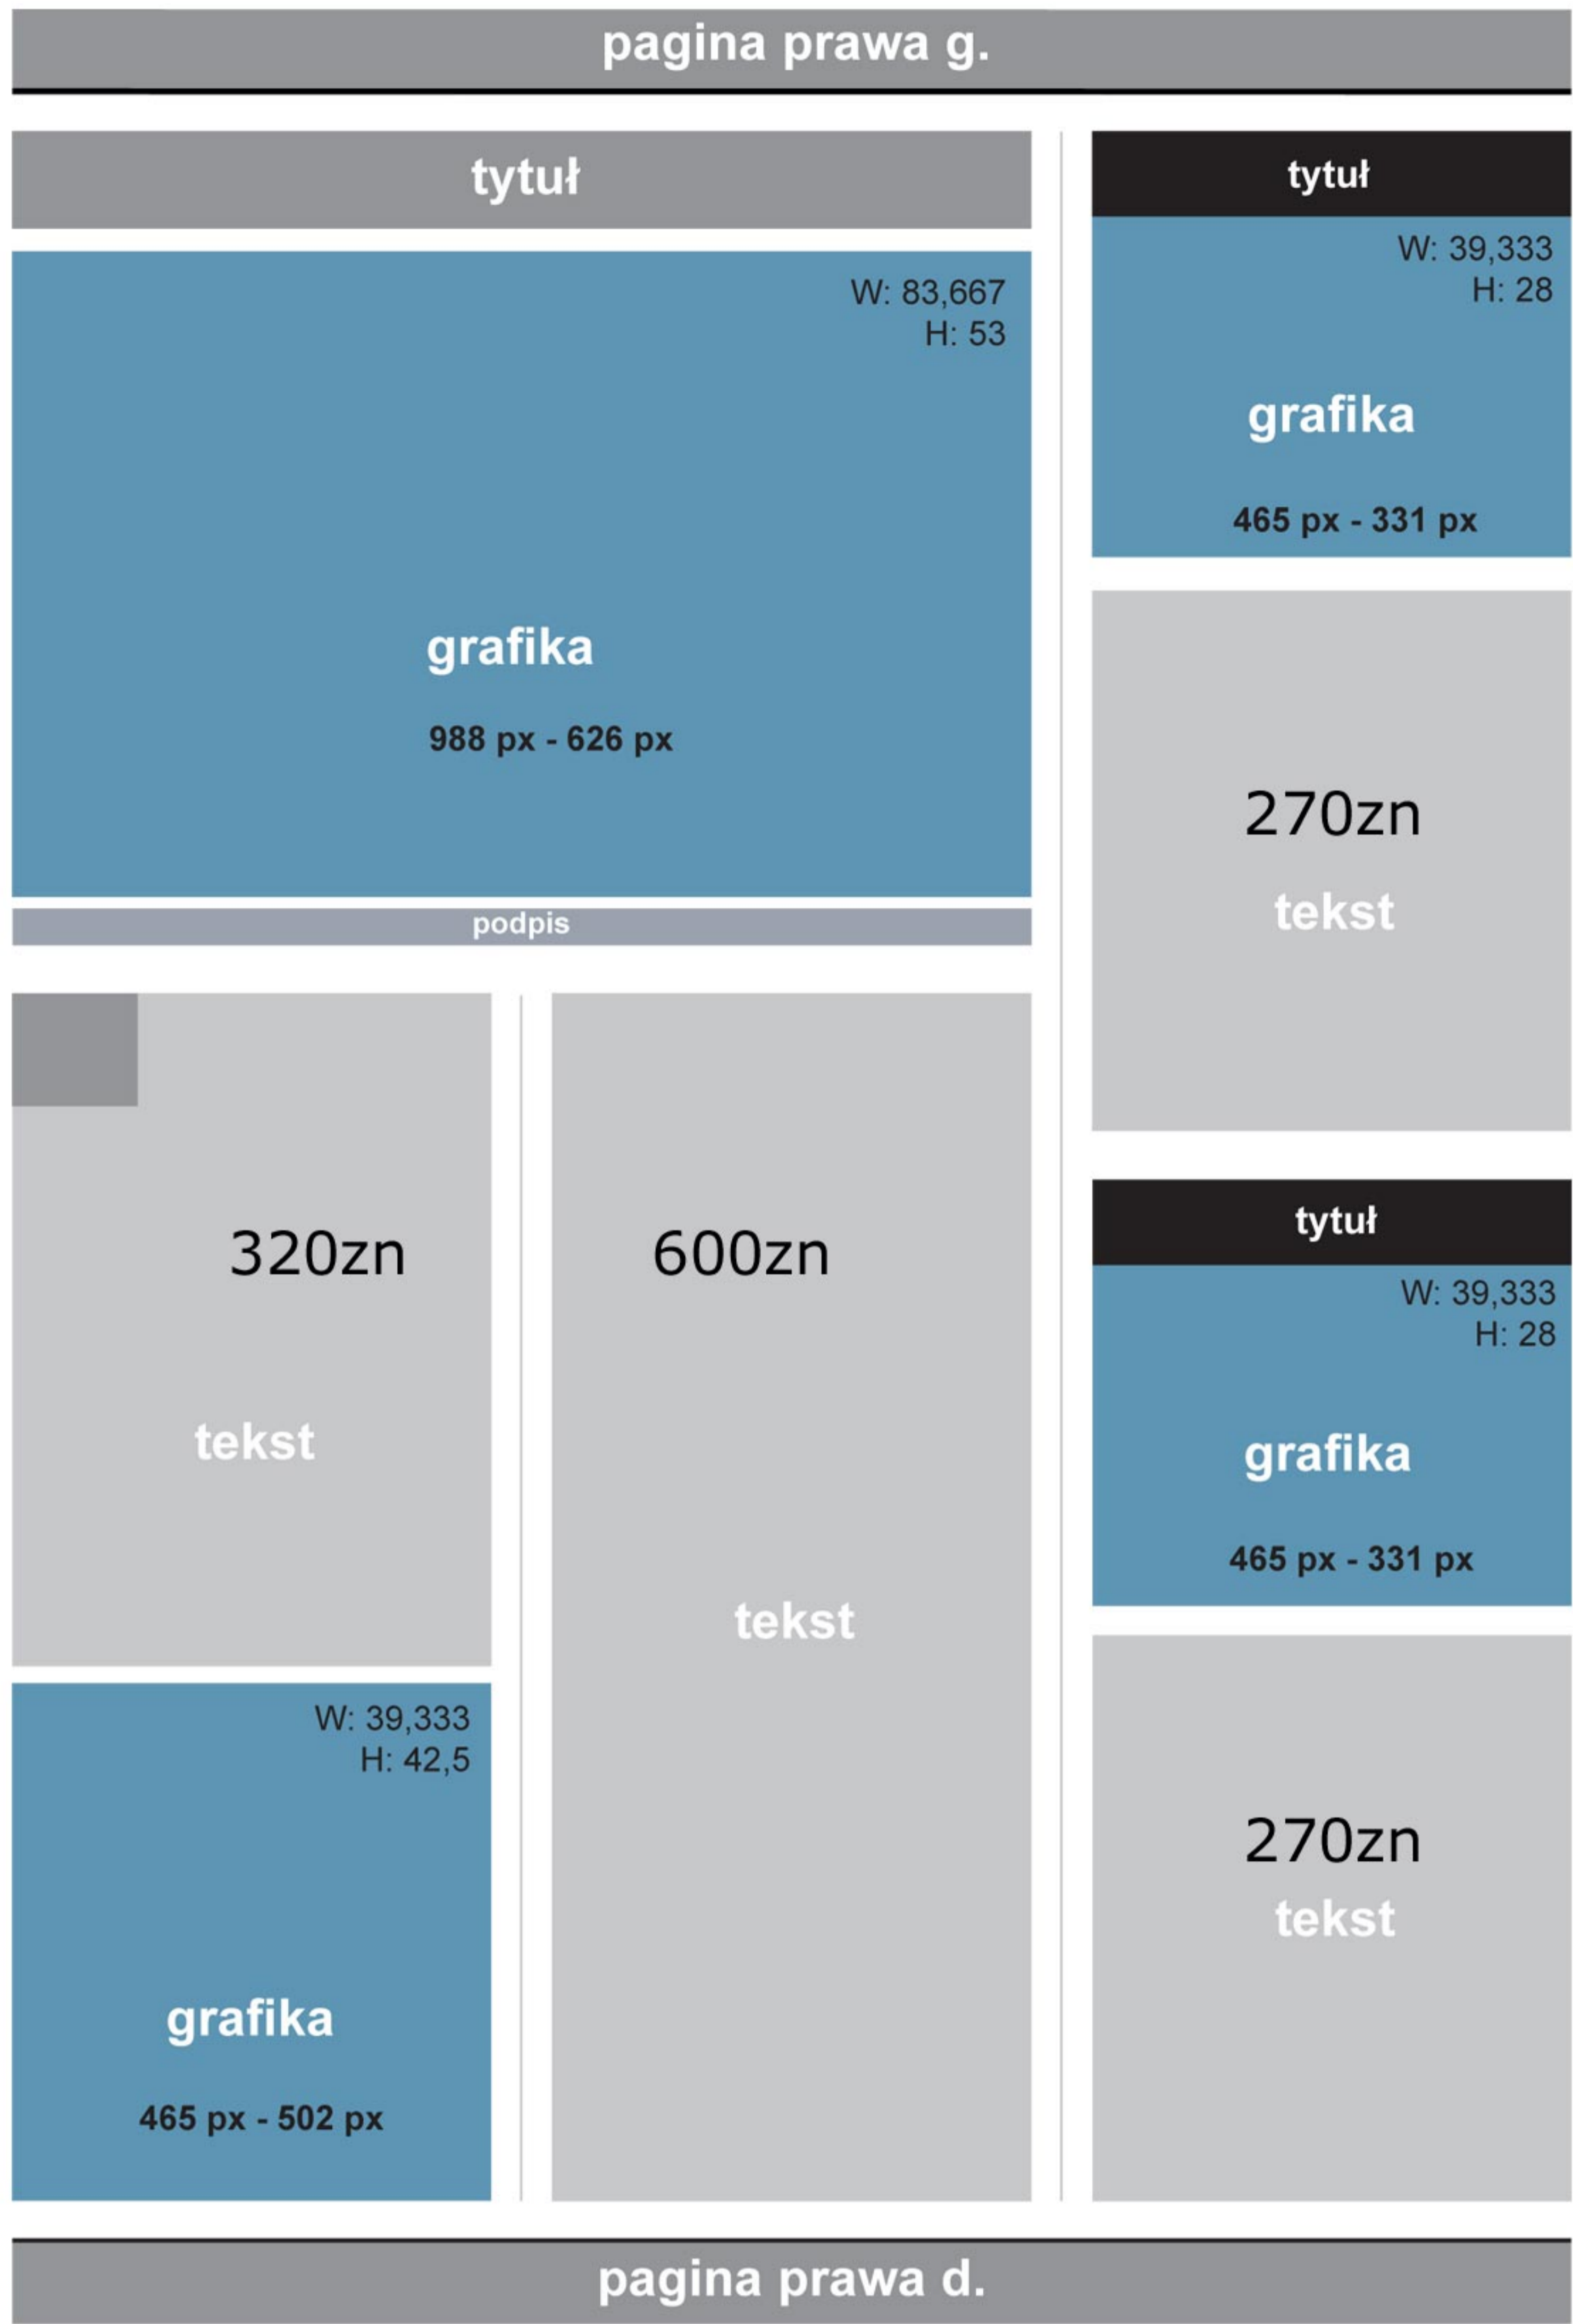 pagina prawa g.
tytuł
W: 83,667
H: 53
grafika
988 px - 626 px
podpis
320zn
tekst
W: 39,333
H: 42,5
grafika
465 px - 502 px
600zn
tekst
tytuł
W: 39,333
H: 28
grafika
465 px - 331 px
270zn
tekst
tytuł
W: 39,333
H: 28
grafika
465 px - 331 px
270zn
tekst
pagina prawa d.